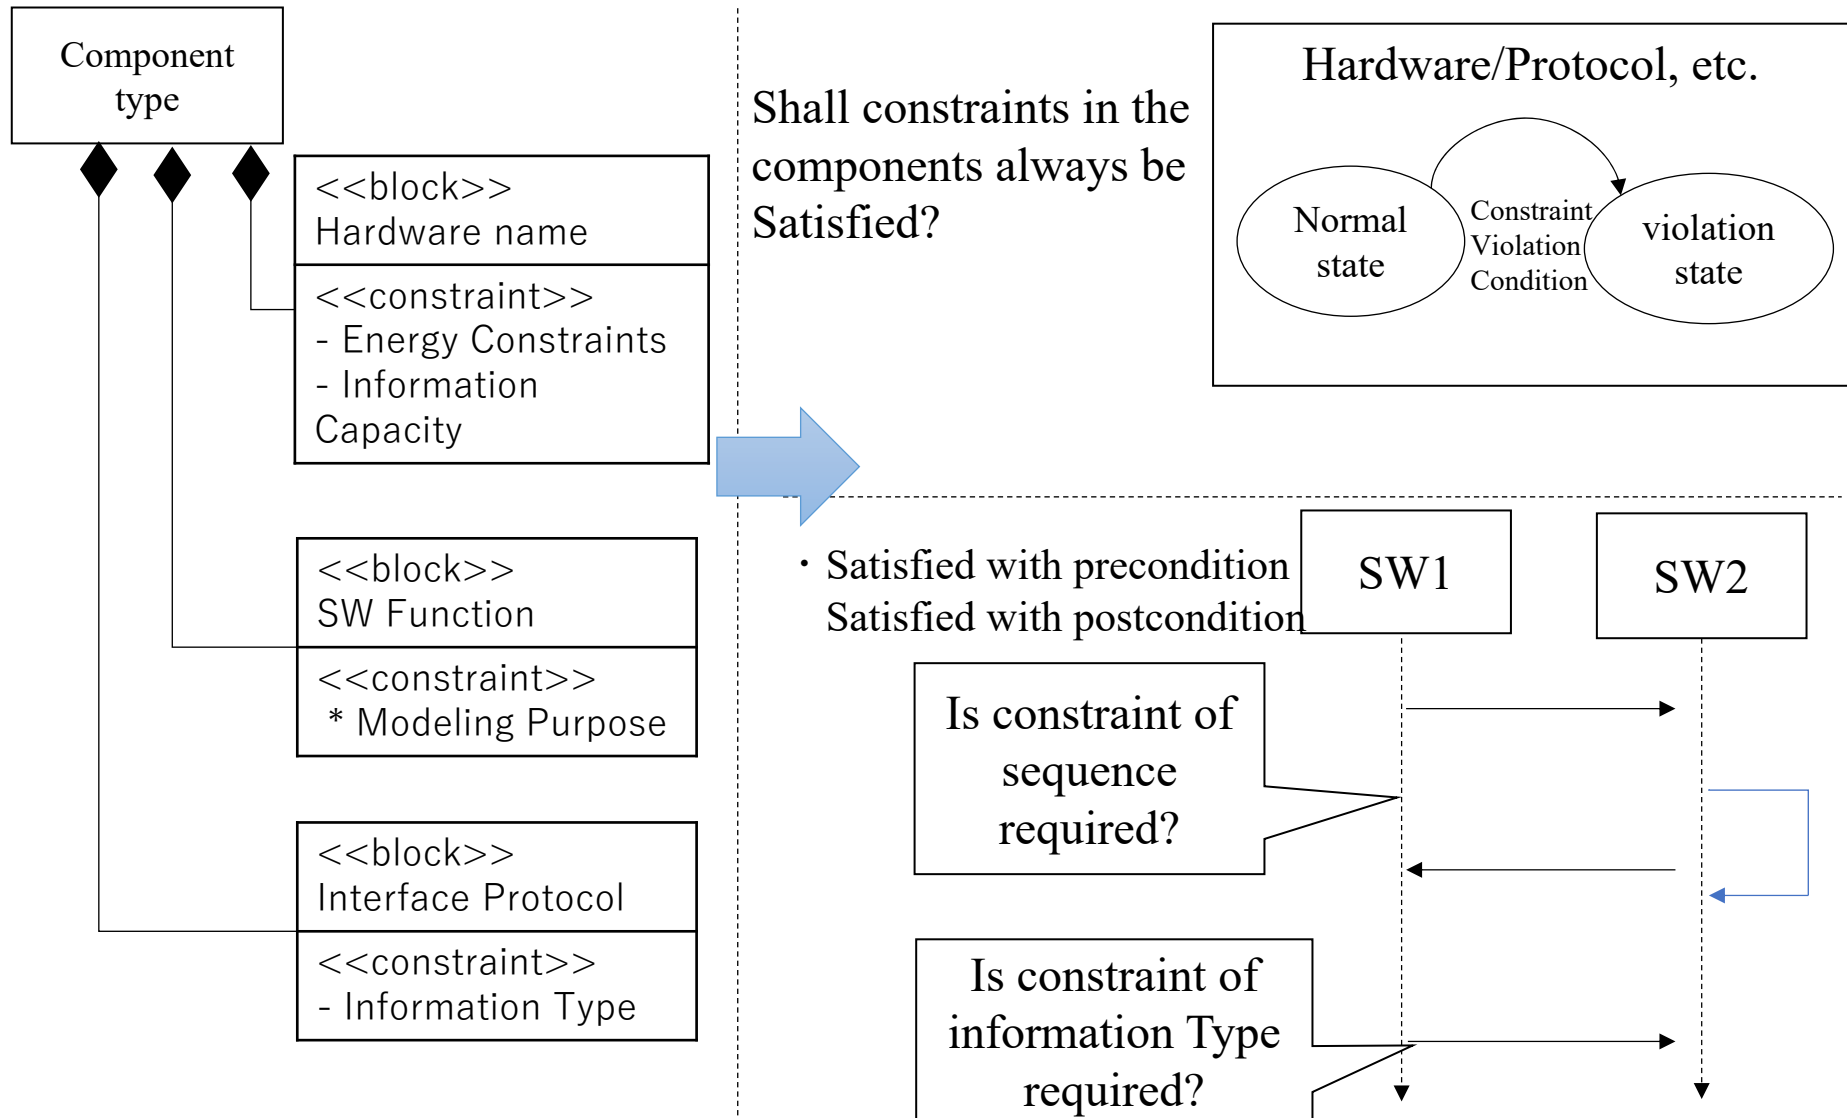 Component
type
<<block>>
Hardware name
<<constraint>>
- Energy Constraints
- Information
Capacity
<<block>>
SW Function
<<constraint>>
* Modeling Purpose
<<block>>
Interface Protocol
<<constraint>>
- Information Type
Shall constraints in the
components always be
Satisfied?
Hardware/Protocol, etc.
Normal
state
Constraint
Violation
Condition
violation
state
・Satisfied with precondition
Satisfied with postcondition
SW1
SW2
Is constraint of
sequence
required?
Is constraint of
information Type
required?